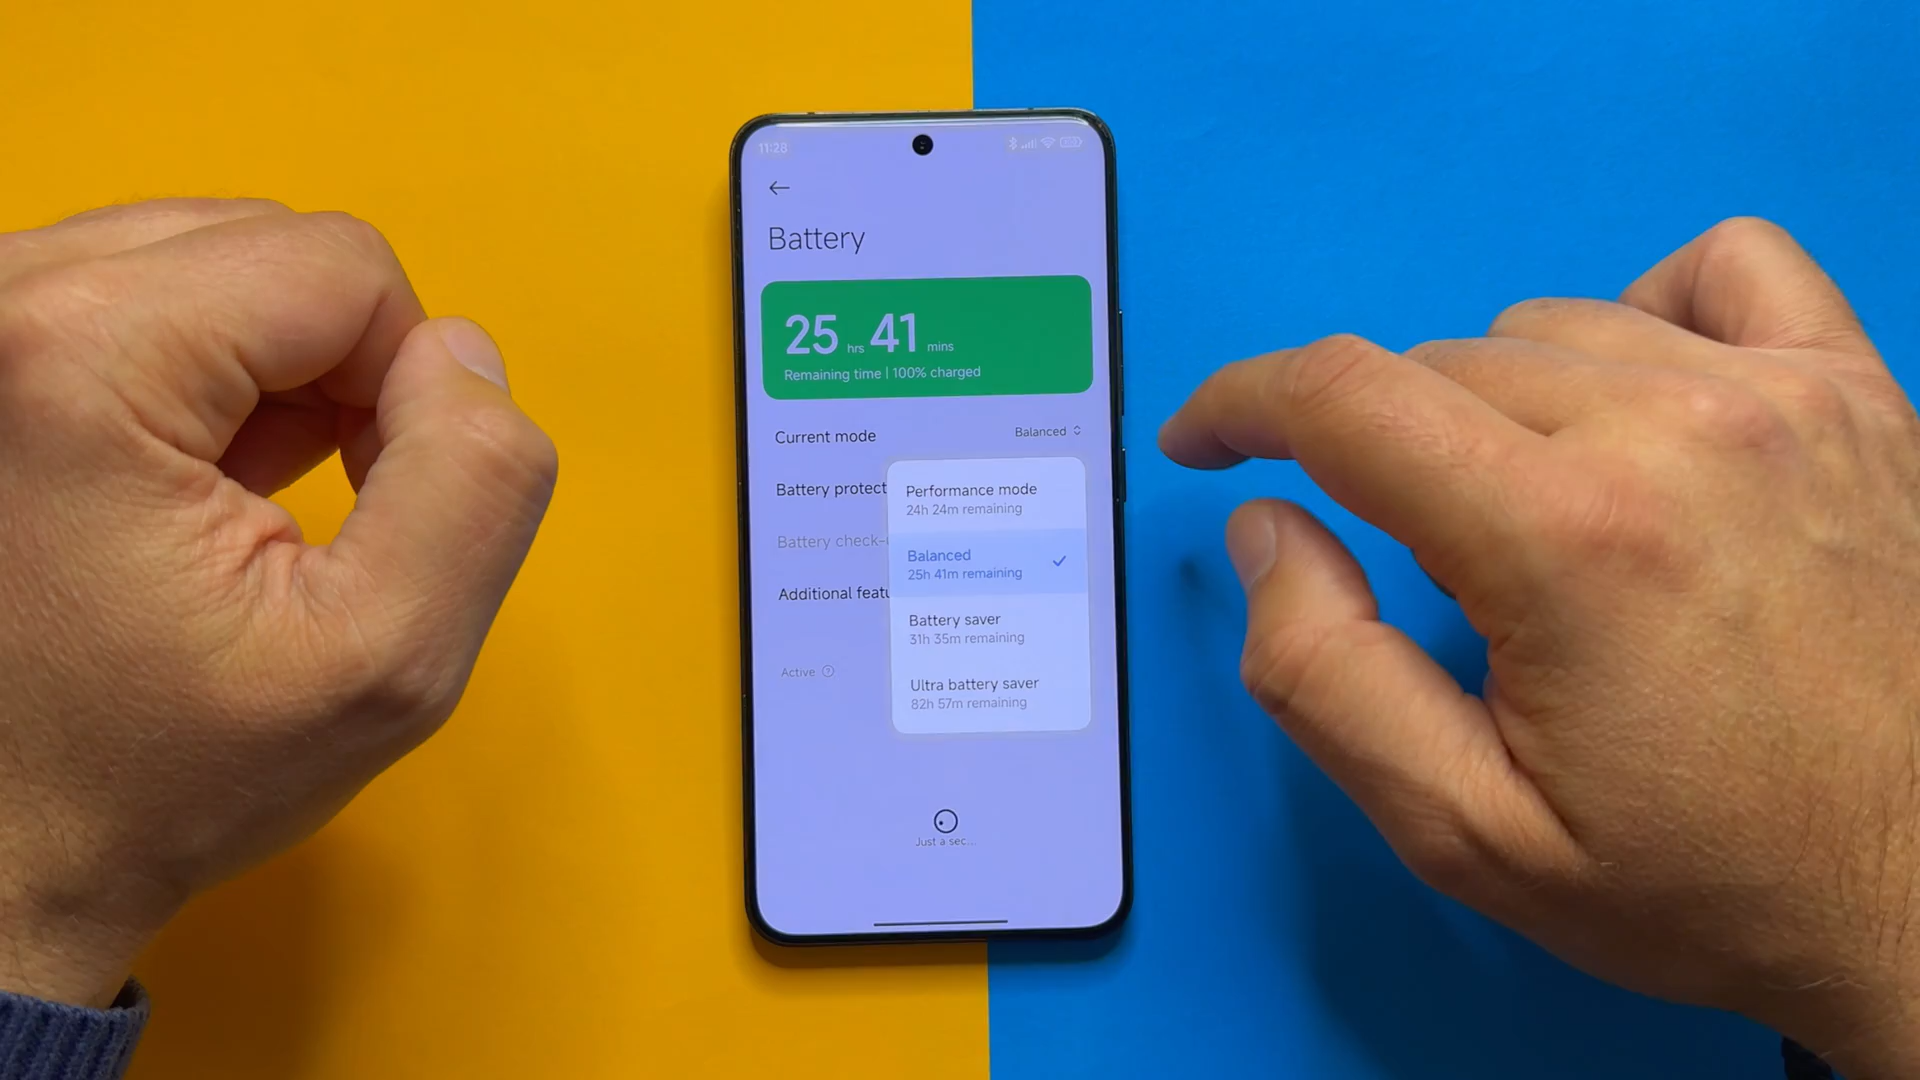 11:28
Battery
25 hrs 41 mins
Remaining time | 100% charged
Current mode
Balanced
Battery protect
Performance mode
24h 24m remaining
Battery check-
Balanced
25h 41m remaining
Additional featu
Battery saver
31h 35m remaining
Active
Ultra battery saver
82h 57m remaining
Just a sec...